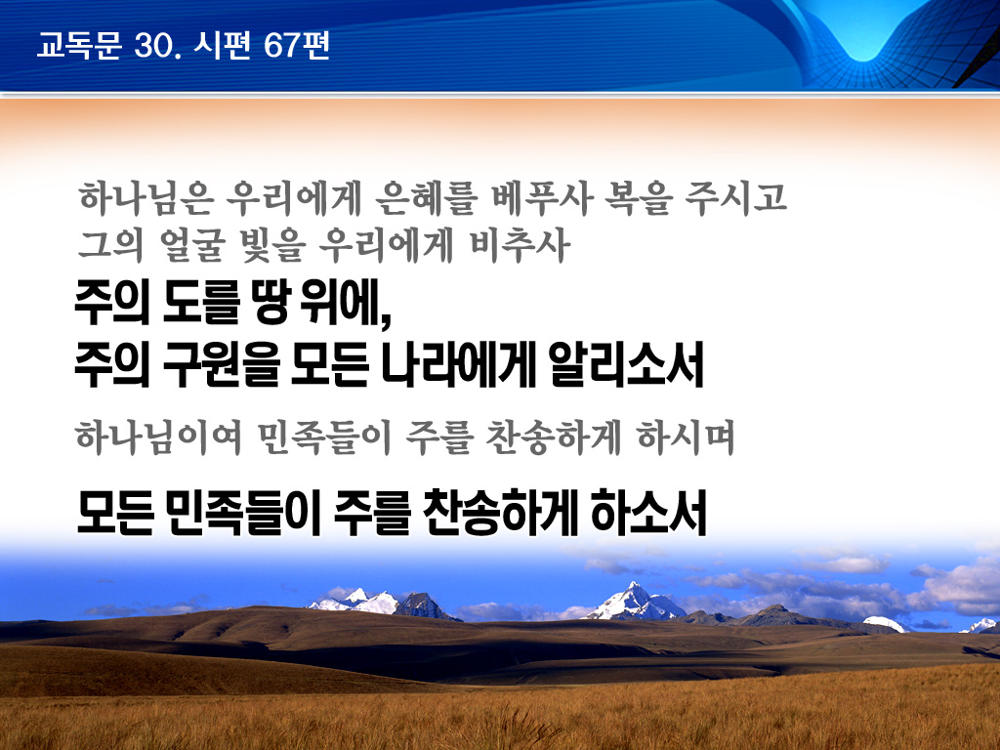 교독문 30. 시편 67편
하나님은 우리에게 은혜를 베푸사 복을 주시고
그의 얼굴 빛을 우리에게 비추사
주의 도를 땅 위에,
주의 구원을 모든 나라에게 알리소서
하나님이여 민족들이 주를 찬송하게 하시며
모든 민족들이 주를 찬송하게 하소서